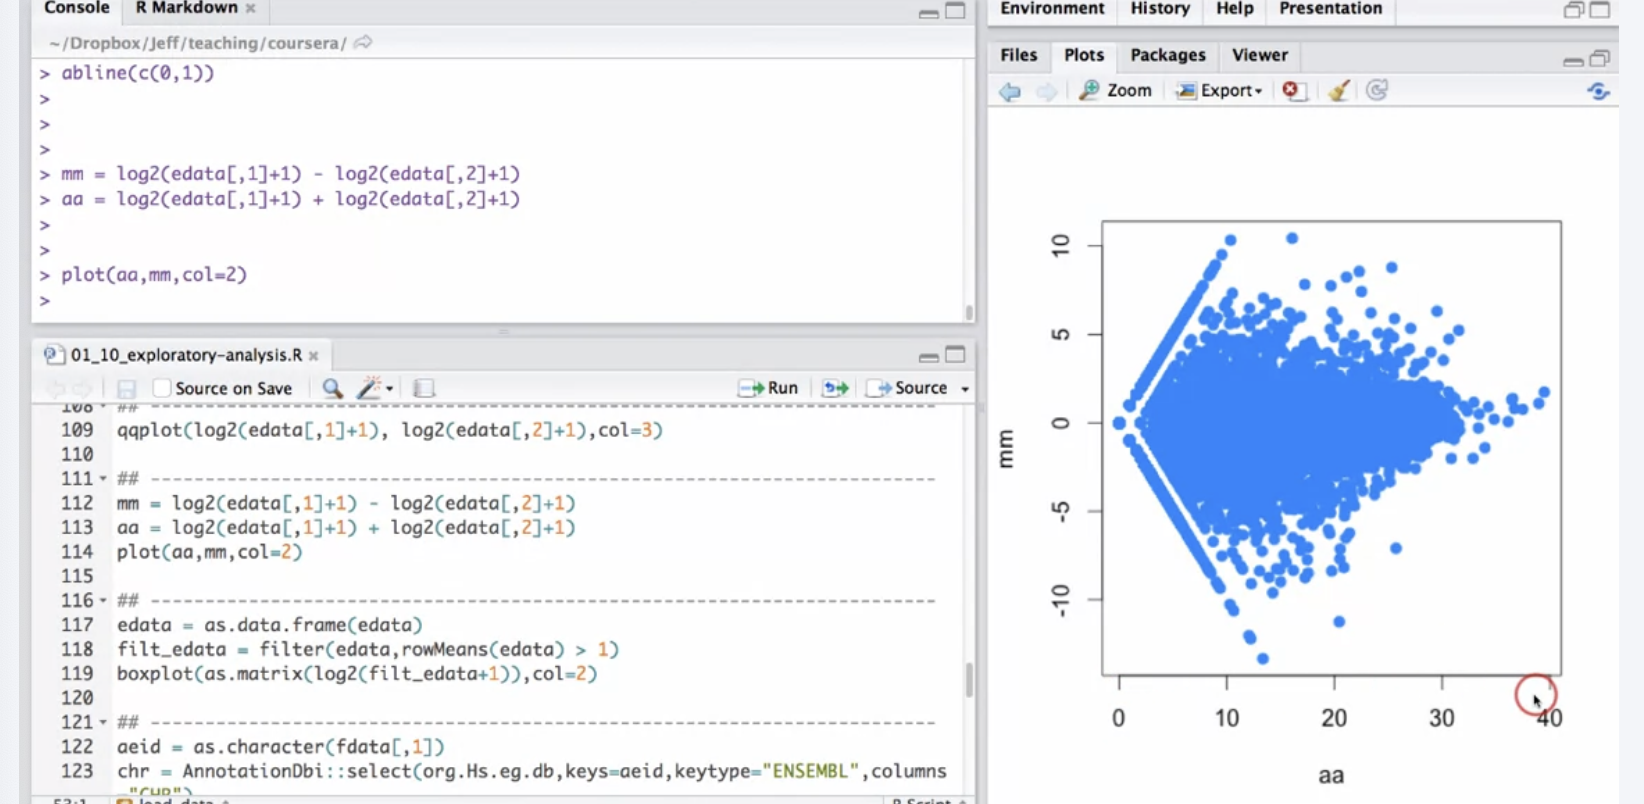 Console R Markdown
~/Dropbox/Jeff/teaching/coursera/
> abline(c(0,1))
>
>
>
> mm = log2(edata[,1]+1) - log2(edata[,2]+1)
> aa = log2(edata[,1]+1) + log2(edata[,2]+1)
>
>
> plot(aa,mm,col=2)
>
01_10_exploratory-analysis.R
Source on Save Run Source
108 ## ----------------------------------------------------------------
109 qqplot(log2(edata[,1]+1), log2(edata[,2]+1),col=3)
110
111 ## ----------------------------------------------------------------
112 mm = log2(edata[,1]+1) - log2(edata[,2]+1)
113 aa = log2(edata[,1]+1) + log2(edata[,2]+1)
114 plot(aa,mm,col=2)
115
116 ## ----------------------------------------------------------------
117 edata = as.data.frame(edata)
118 filt_edata = filter(edata,rowMeans(edata) > 1)
119 boxplot(as.matrix(log2(filt_edata+1)),col=2)
120
121 ## ----------------------------------------------------------------
122 aeid = as.character(fdata[,1])
123 chr = AnnotationDbi::select(org.Hs.eg.db,keys=aeid,keytype="ENSEMBL",columns
="CHR")
53:1 load_data R Script
Environment History Help Presentation
Files Plots Packages Viewer
Zoom Export
10
5
0
-5
-10
mm
0 10 20 30 40
aa